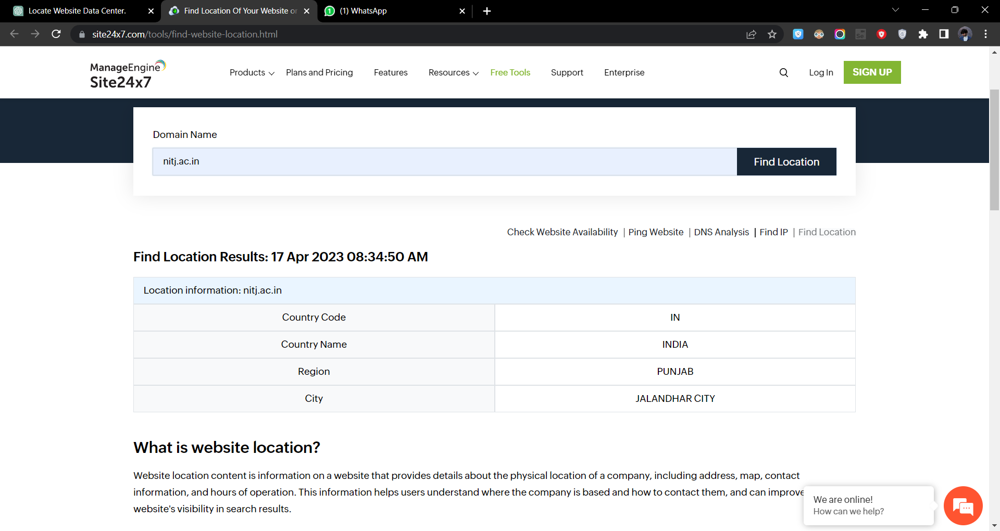 Locate Website Data Center.
Find Location Of Your Website or
(1) WhatsApp
site24x7.com/tools/find-website-location.html
ManageEngine
Site24x7
Products
Plans and Pricing
Features
Resources
Free Tools
Support
Enterprise
Log In
SIGN UP
Domain Name
nitj.ac.in
Find Location
Check Website Availability | Ping Website | DNS Analysis | Find IP | Find Location
Find Location Results: 17 Apr 2023 08:34:50 AM
Location information: nitj.ac.in
Country Code IN
Country Name INDIA
Region PUNJAB
City JALANDHAR CITY
What is website location?
Website location content is information on a website that provides details about the physical location of a company, including address, map, contact
information, and hours of operation. This information helps users understand where the company is based and how to contact them, and can improve
website's visibility in search results.
We are online!
How can we help?